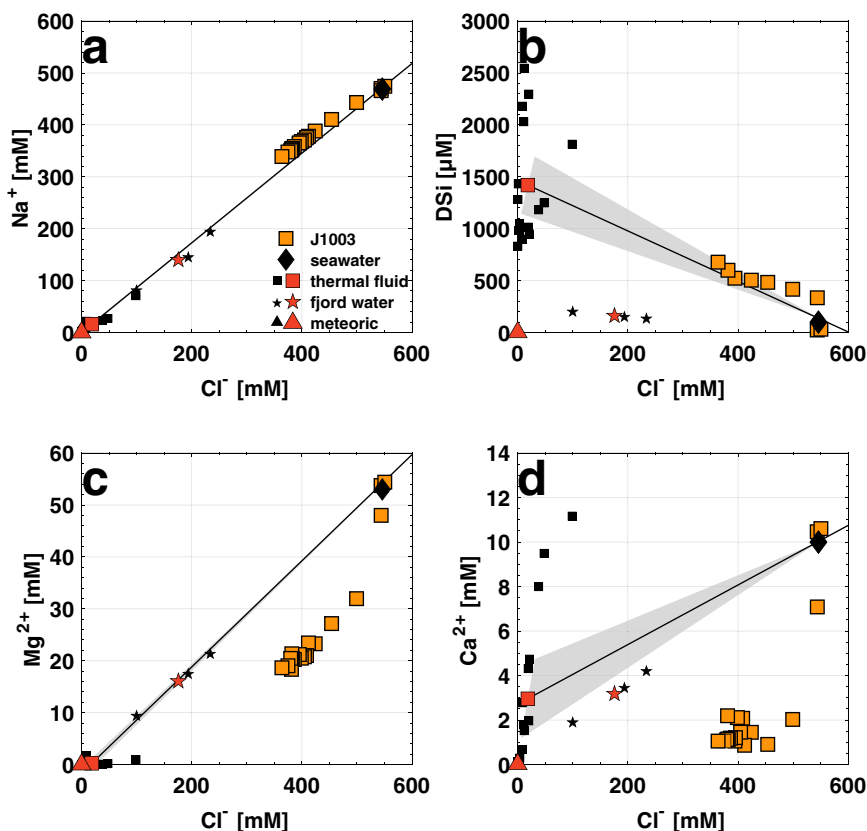 a
600
500
400
300
200
100
0
Na+ [mM]
0 200 400 600
Cl- [mM]
J1003
seawater
thermal fluid
fjord water
meteoric
b
3000
2500
2000
1500
1000
500
0
DSi [µM]
0 200 400 600
Cl- [mM]
c
60
50
40
30
20
10
0
Mg2+ [mM]
0 200 400 600
Cl- [mM]
d
14
12
10
8
6
4
2
0
Ca2+ [mM]
0 200 400 600
Cl- [mM]